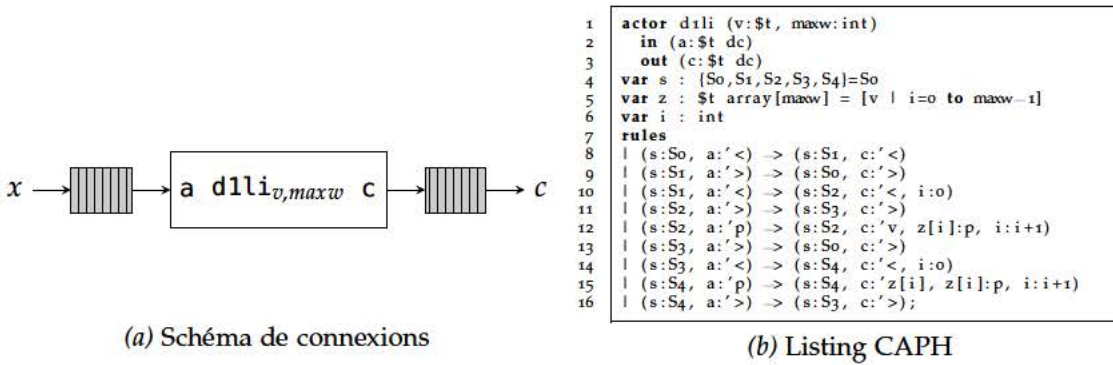 x a d1li_{v,maxw} c c
(a) Schéma de connexions
1 actor d1li (v:$t, maxw:int)
2 in (a:$t dc)
3 out (c:$t dc)
4 var s : {S0,S1,S2,S3,S4}=S0
5 var z : $t array[maxw] = [v | i=0 to maxw-1]
6 var i : int
7 rules
8 | (s:S0, a:'<) -> (s:S1, c:'<)
9 | (s:S1, a:'>) -> (s:S0, c:'>)
10 | (s:S1, a:'<) -> (s:S2, c:'<, i:0)
11 | (s:S2, a:'>) -> (s:S3, c:'>)
12 | (s:S2, a:'p) -> (s:S2, c:'v, z[i]:p, i:i+1)
13 | (s:S3, a:'>) -> (s:S0, c:'>)
14 | (s:S3, a:'<) -> (s:S4, c:'<, i:0)
15 | (s:S4, a:'p) -> (s:S4, c:'z[i], z[i]:p, i:i+1)
16 | (s:S4, a:'>) -> (s:S3, c:'>);
(b) Listing CAPH